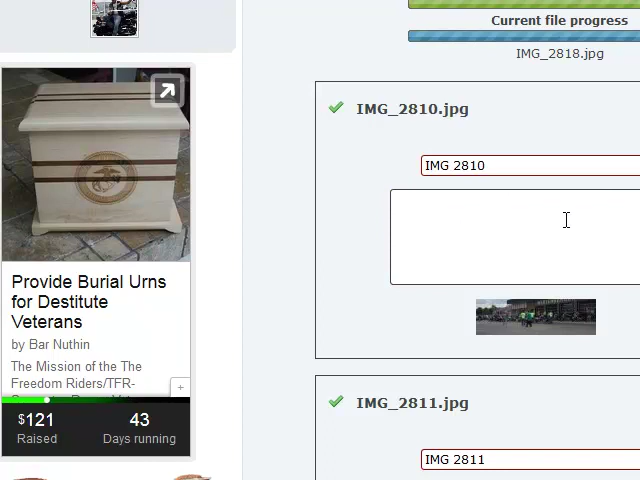 Current file progress
IMG_2818.jpg
IMG_2810.jpg
IMG 2810
Provide Burial Urns
for Destitute
Veterans
by Bar Nuthin
The Mission of the The
Freedom Riders/TFR-
+
$121
Raised
43
Days running
IMG_2811.jpg
IMG 2811